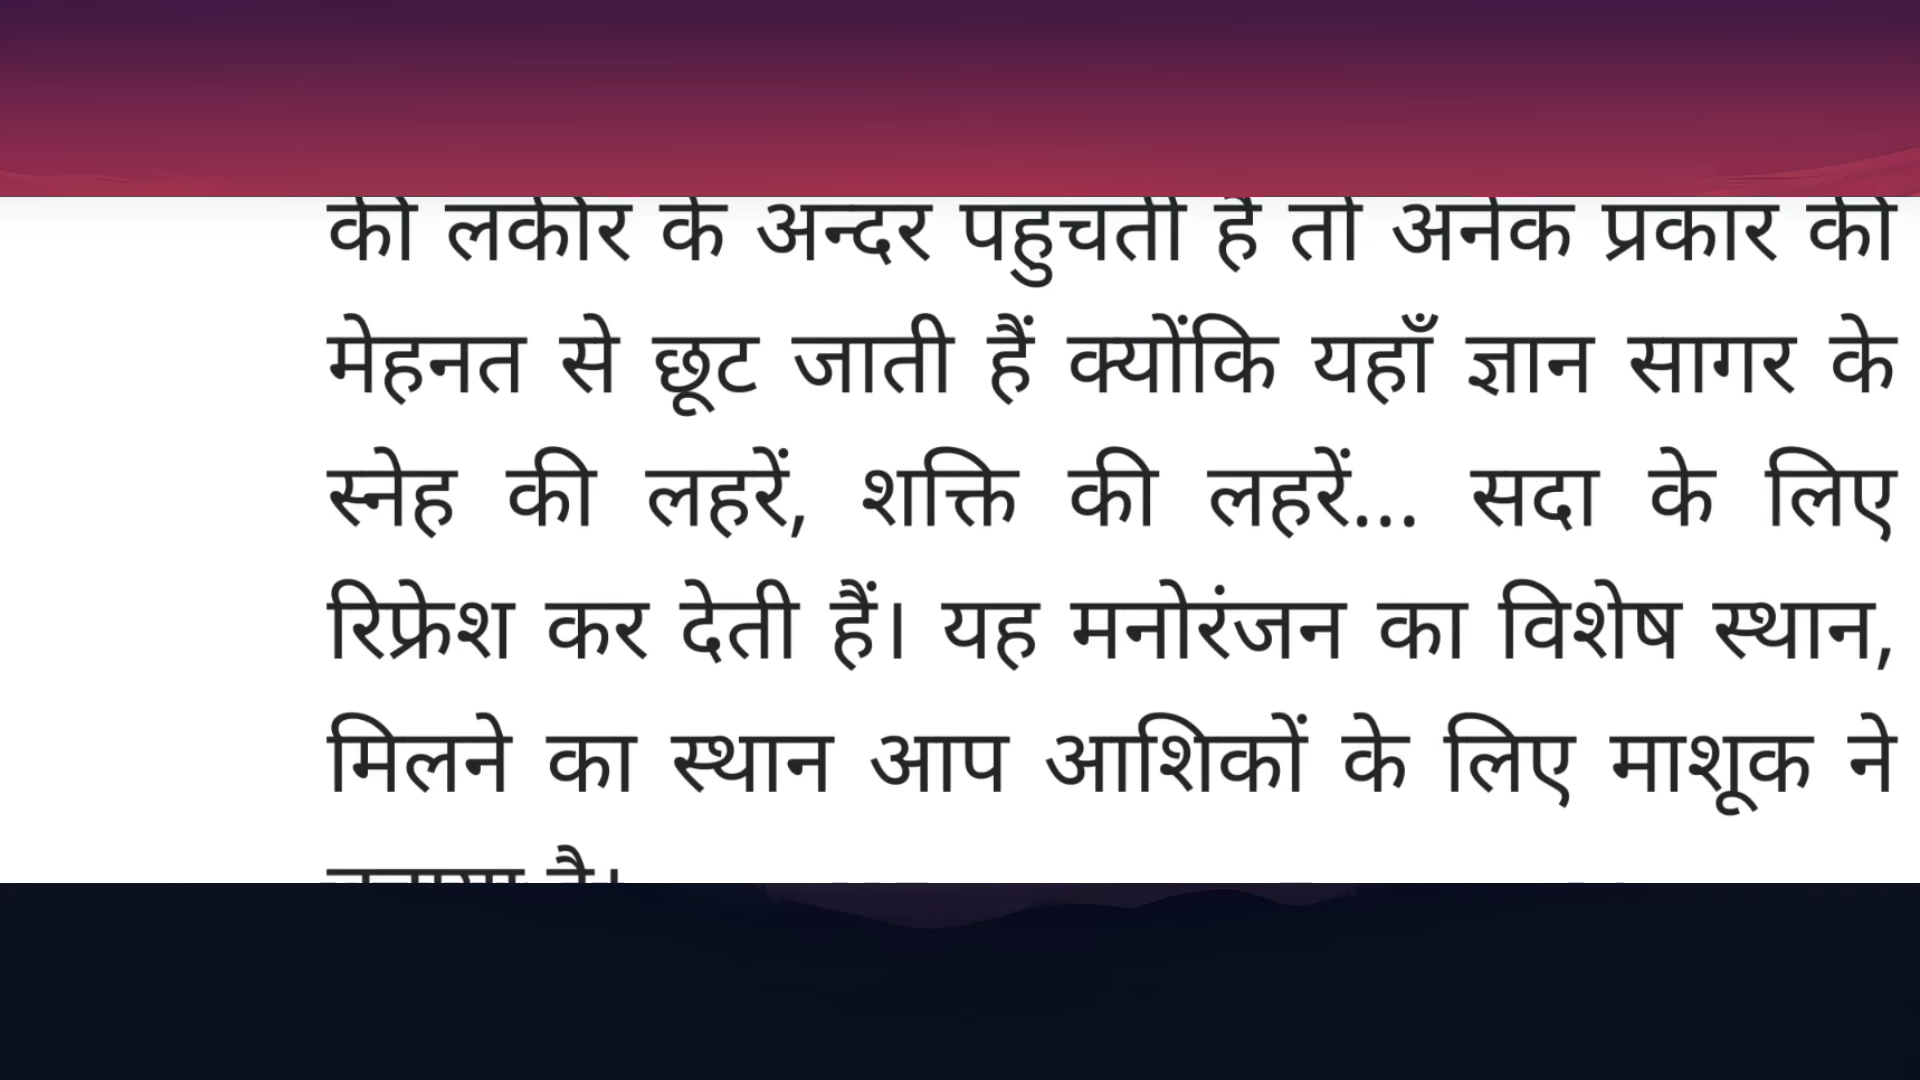 की लकीर के अन्दर पहुचती है तो अनेक प्रकार की
मेहनत से छूट जाती हैं क्योंकि यहाँ ज्ञान सागर के
स्नेह की लहरें, शक्ति की लहरें... सदा के लिए
रिफ्रेश कर देती हैं। यह मनोरंजन का विशेष स्थान,
मिलने का स्थान आप आशिकों के लिए माशूक ने
है।